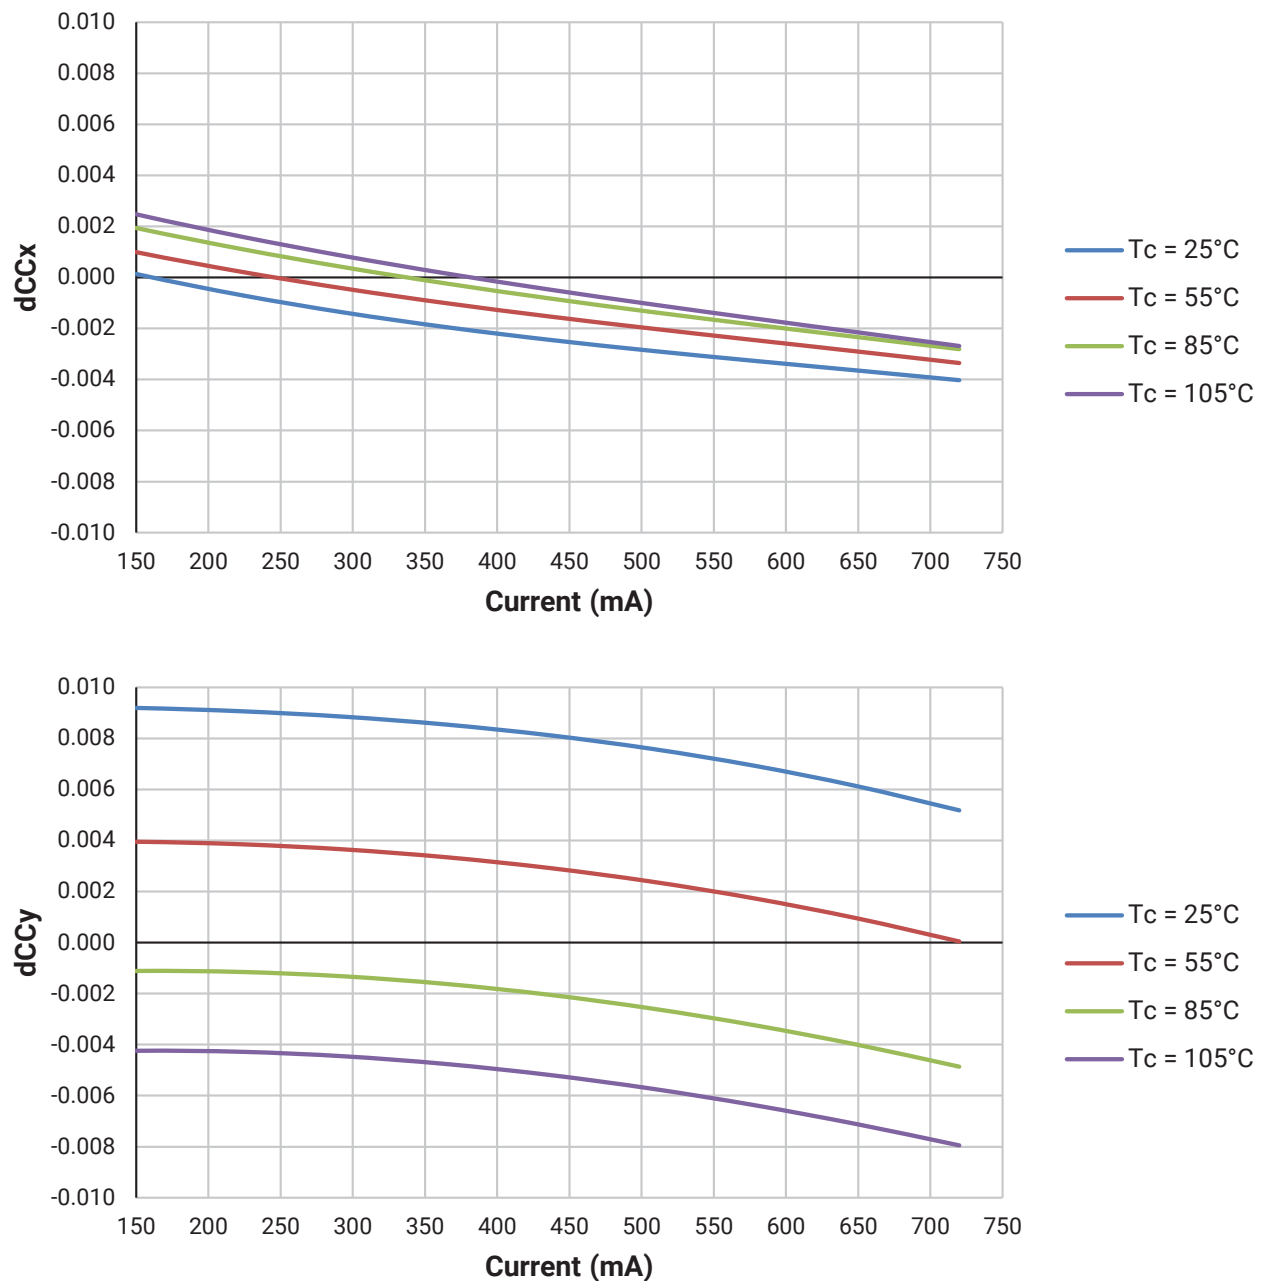 0.010
0.008
0.006
0.004
0.002
0.000
-0.002
-0.004
-0.006
-0.008
-0.010
dCCx
150 200 250 300 350 400 450 500 550 600 650 700 750
Current (mA)
Tc = 25°C
Tc = 55°C
Tc = 85°C
Tc = 105°C
0.010
0.008
0.006
0.004
0.002
0.000
-0.002
-0.004
-0.006
-0.008
-0.010
dCCy
150 200 250 300 350 400 450 500 550 600 650 700 750
Current (mA)
Tc = 25°C
Tc = 55°C
Tc = 85°C
Tc = 105°C